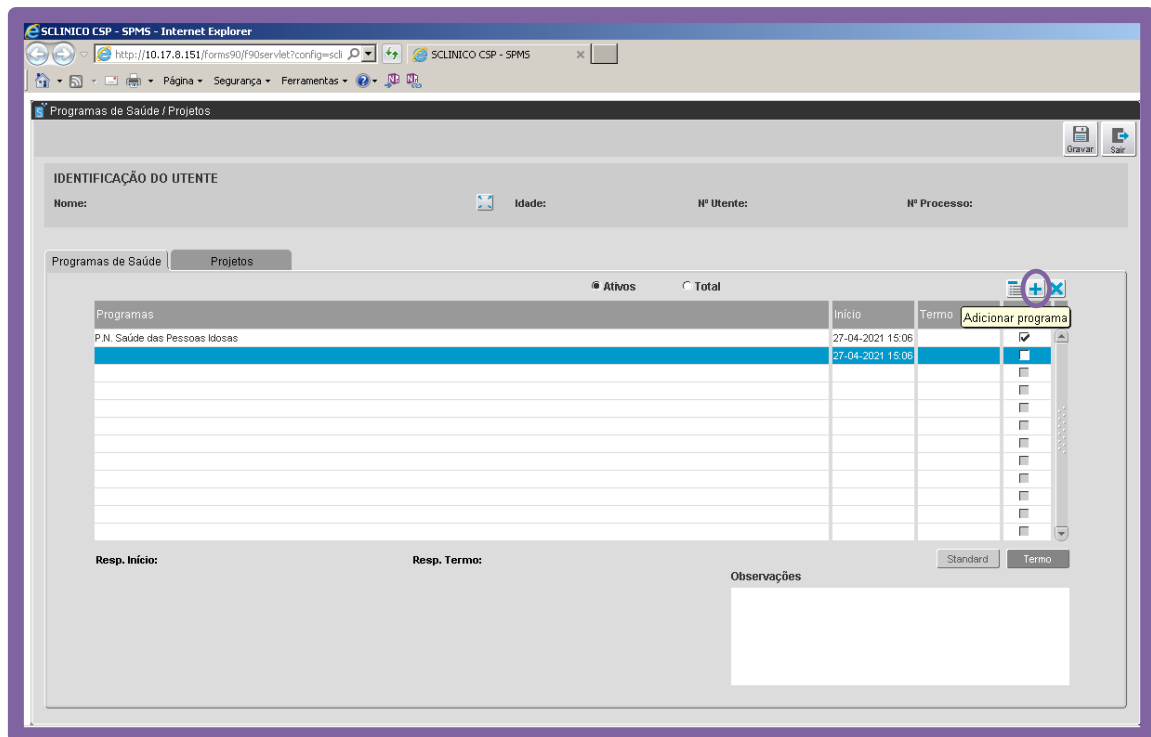 SCLINICO CSP - SPMS - Internet Explorer
http://10.17.8.151/forms90/f90servlet?config=scli SCLINICO CSP - SPMS
Página Segurança Ferramentas
Programas de Saúde / Projetos
Gravar Sair
IDENTIFICAÇÃO DO UTENTE
Nome: Idade: Nº Utente: Nº Processo:
Programas de Saúde Projetos
Ativos Total
Programas Início Termo
Adicionar programa
P.N. Saúde das Pessoas Idosas 27-04-2021 15:06
27-04-2021 15:06
Resp. Início: Resp. Termo: Standard Termo
Observações